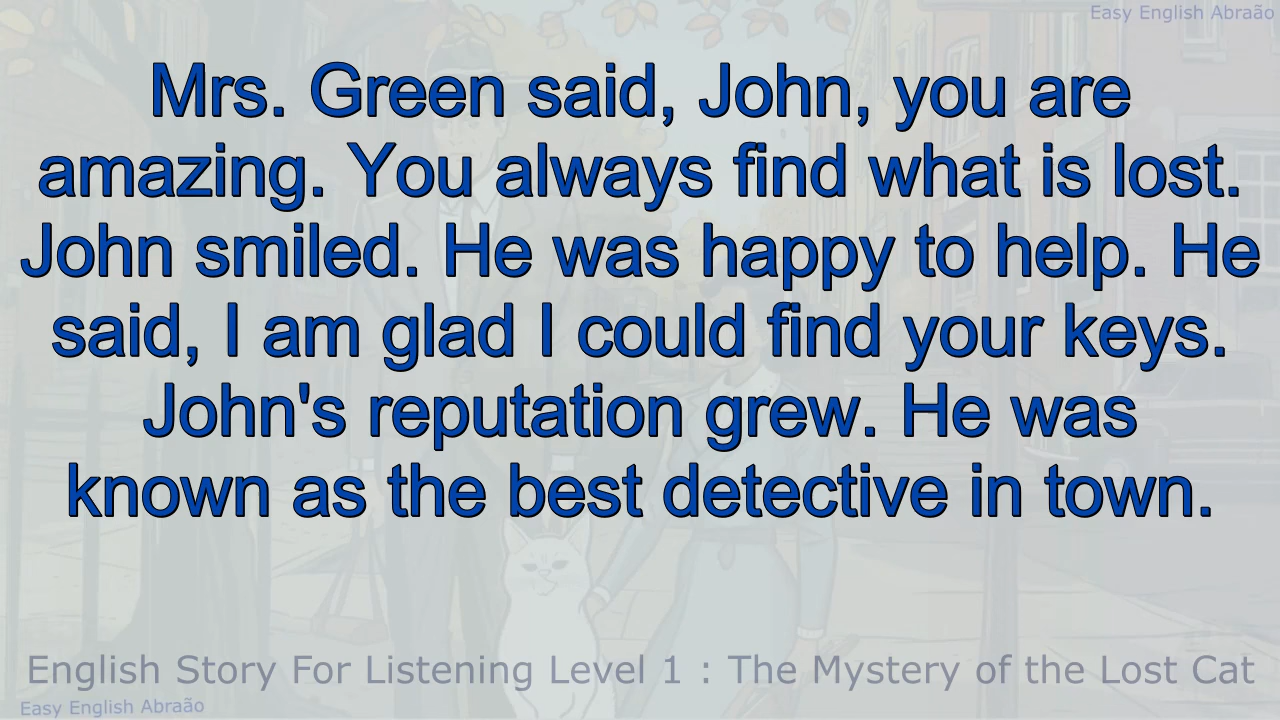 Easy English Abraão
Mrs. Green said, John, you are
amazing. You always find what is lost.
John smiled. He was happy to help. He
said, I am glad I could find your keys.
John's reputation grew. He was
known as the best detective in town.
English Story For Listening Level 1 : The Mystery of the Lost Cat
Easy English Abraão